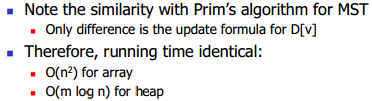 Note the similarity with Prim's algorithm for MST
Only difference is the update formula for D[v]
Therefore, running time identical:
O(n²) for array
O(m log n) for heap